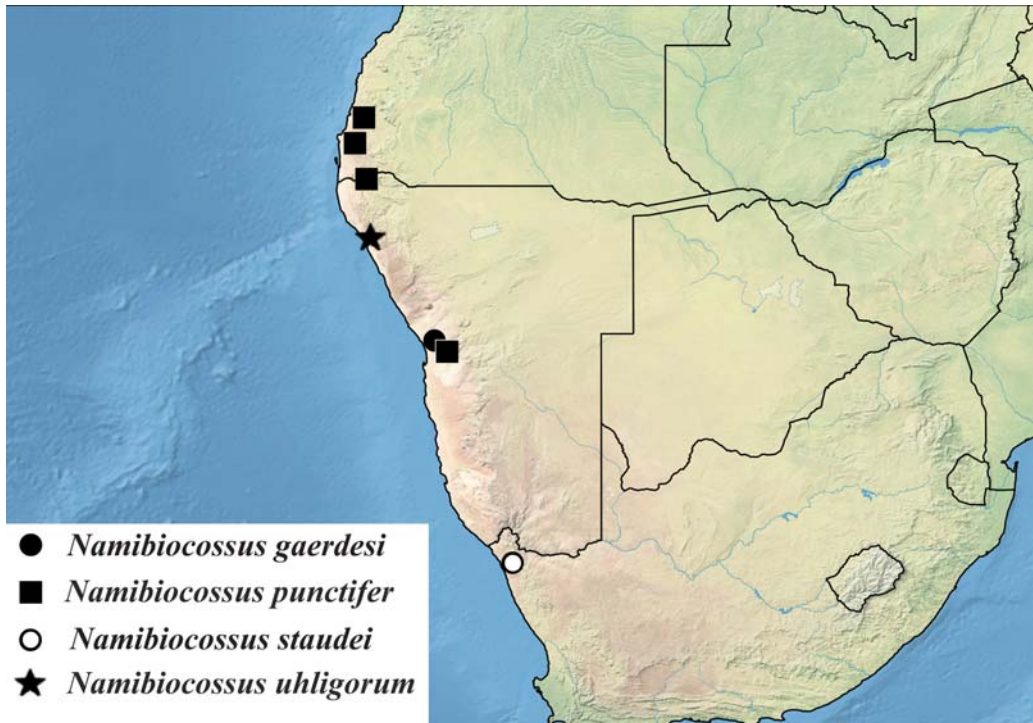 Namibiocossus gaerdesi
Namibiocossus punctifer
Namibiocossus staudei
Namibiocossus uhligorum